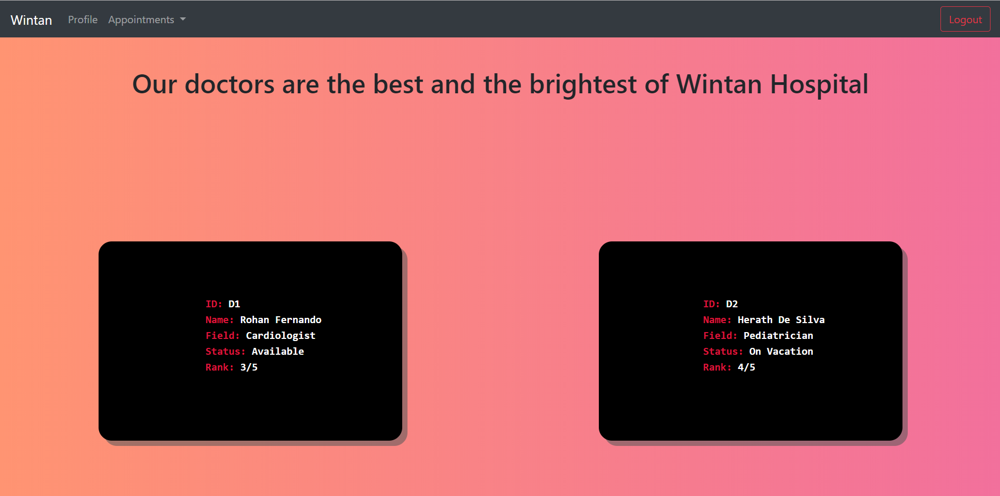 Wintan Profile Appointments Logout
Our doctors are the best and the brightest of Wintan Hospital
ID: D1
Name: Rohan Fernando
Field: Cardiologist
Status: Available
Rank: 3/5
ID: D2
Name: Herath De Silva
Field: Pediatrician
Status: On Vacation
Rank: 4/5